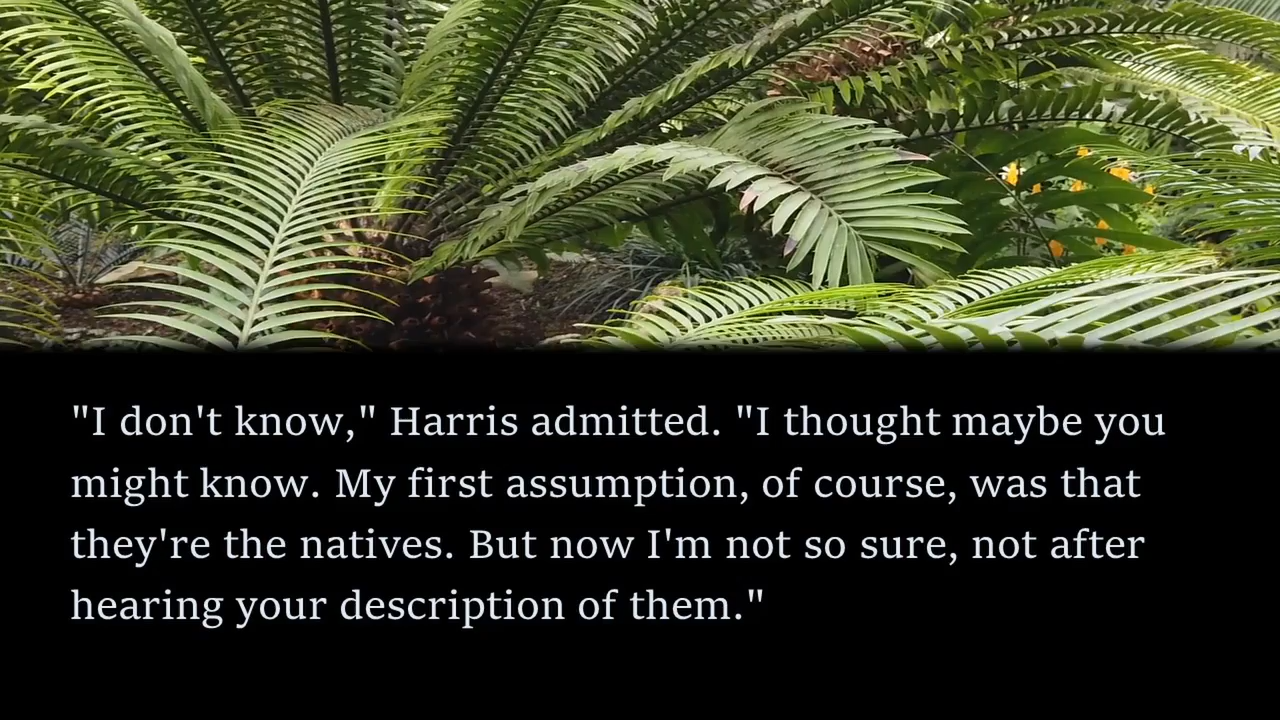 "I don't know," Harris admitted. "I thought maybe you
might know. My first assumption, of course, was that
they're the natives. But now I'm not so sure, not after
hearing your description of them."